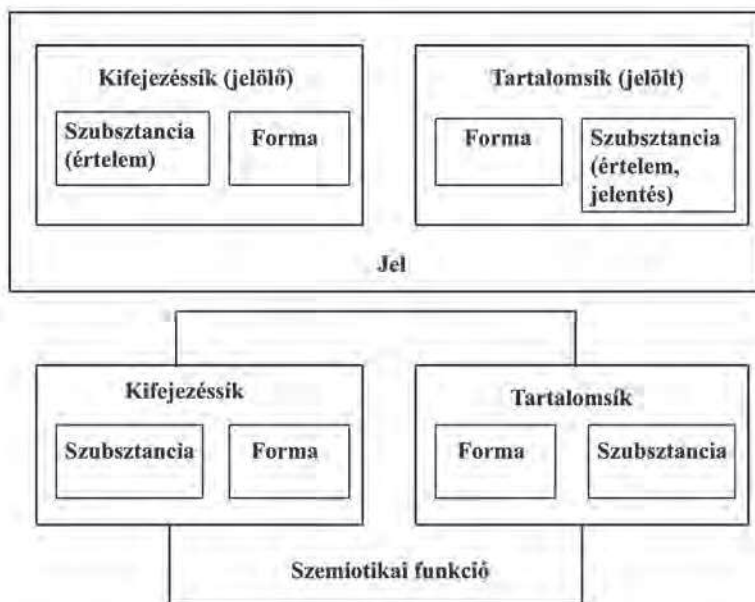 Kifejezéssík (jelölő)
Szubsztancia
(értelem)
Forma
Tartalomsík (jelölt)
Forma
Szubsztancia
(értelem,
jelentés)
Jel
Kifejezéssík
Szubsztancia
Forma
Tartalomsík
Forma
Szubsztancia
Szemiotikai funkció